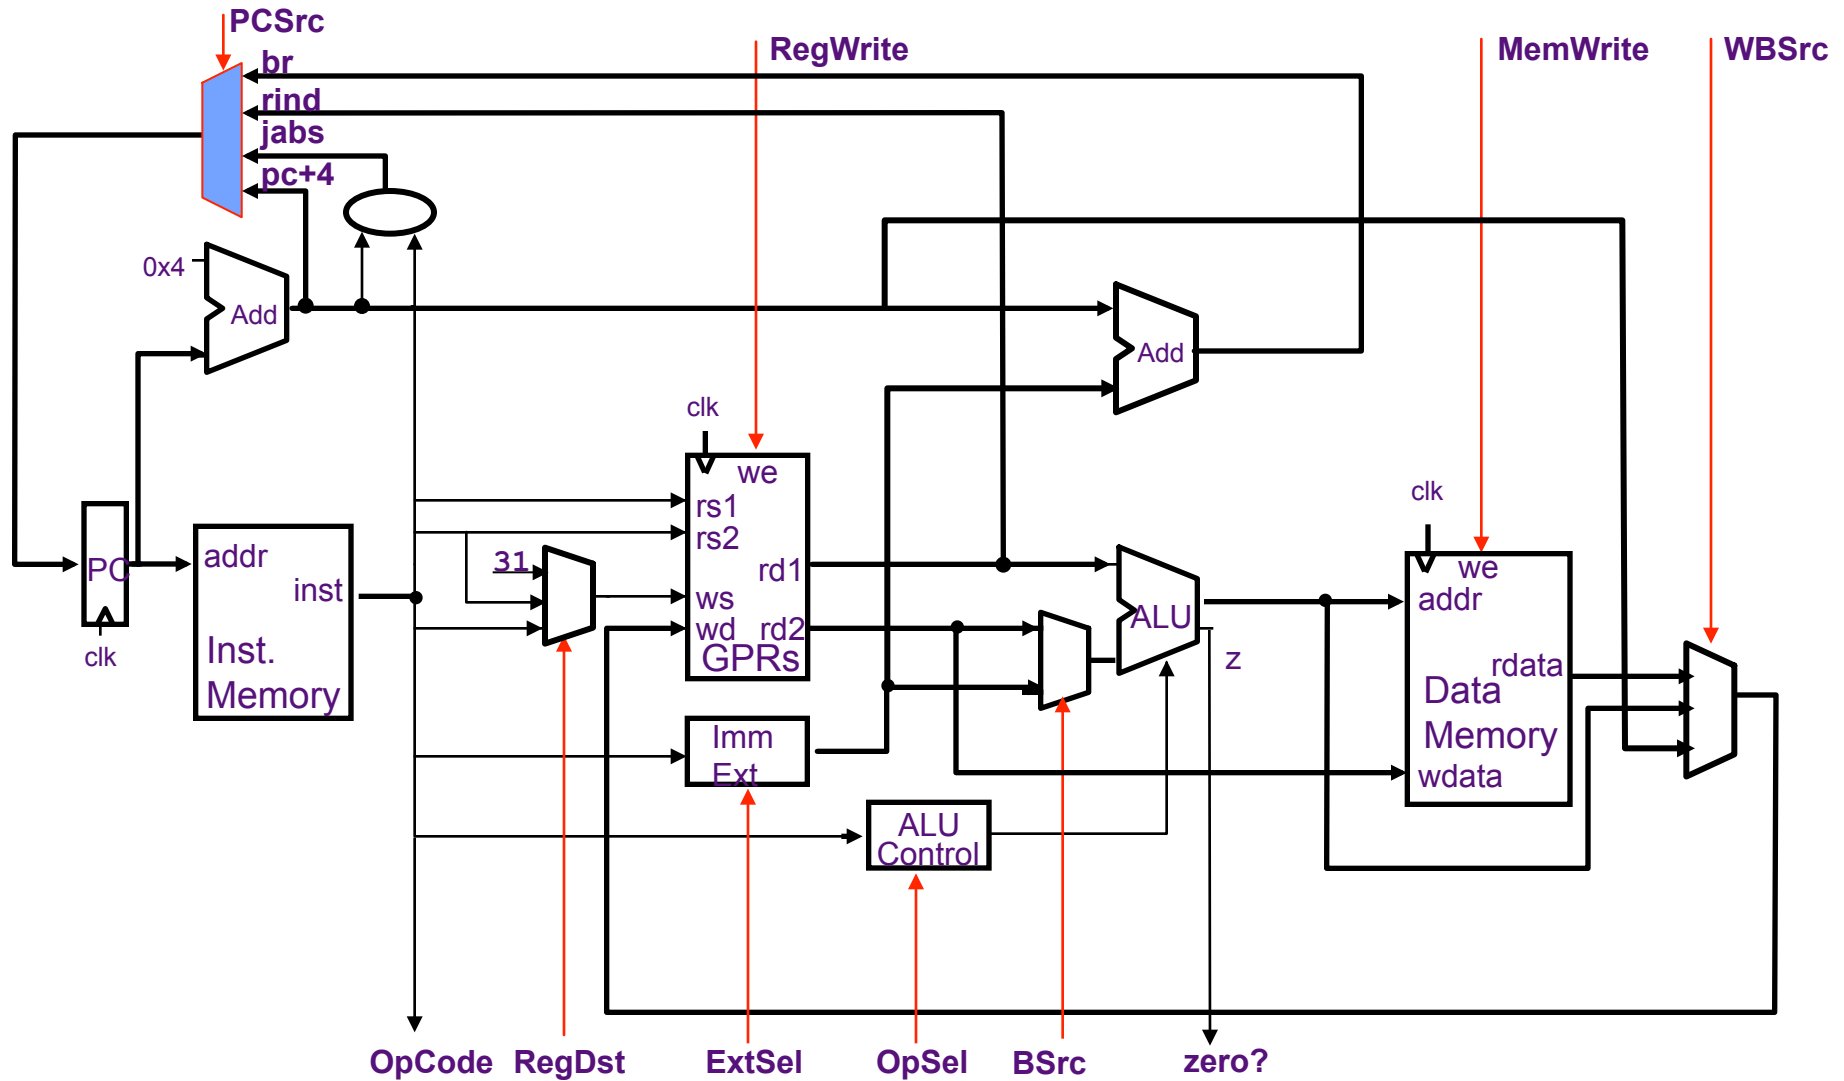 PCSrc
br
rind
jabs
pc+4
RegWrite
MemWrite
WBSrc
0x4
Add
Add
clk
we
rs1
rs2
31
rd1
ws
wd
rd2
GPRs
PC
clk
addr
inst
Inst.
Memory
ALU
z
clk
we
addr
rdata
Data
Memory
wdata
Imm
Ext
ALU
Control
OpCode
RegDst
ExtSel
OpSel
BSrc
zero?